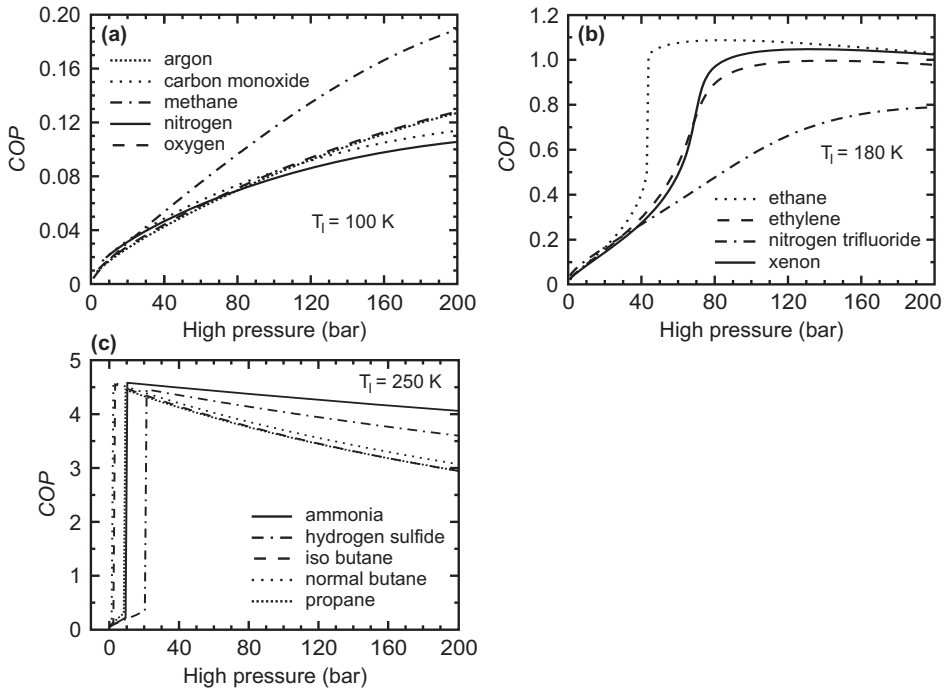 (a)
0.20
0.16
0.12
0.08
0.04
0
COP
argon
carbon monoxide
methane
nitrogen
oxygen
T_l = 100 K
0 40 80 120 160 200
High pressure (bar)
(b)
1.2
1.0
0.8
0.6
0.4
0.2
0
COP
T_l = 180 K
ethane
ethylene
nitrogen trifluoride
xenon
0 40 80 120 160 200
High pressure (bar)
(c)
5
4
3
2
1
0
COP
T_l = 250 K
ammonia
hydrogen sulfide
iso butane
normal butane
propane
0 40 80 120 160 200
High pressure (bar)